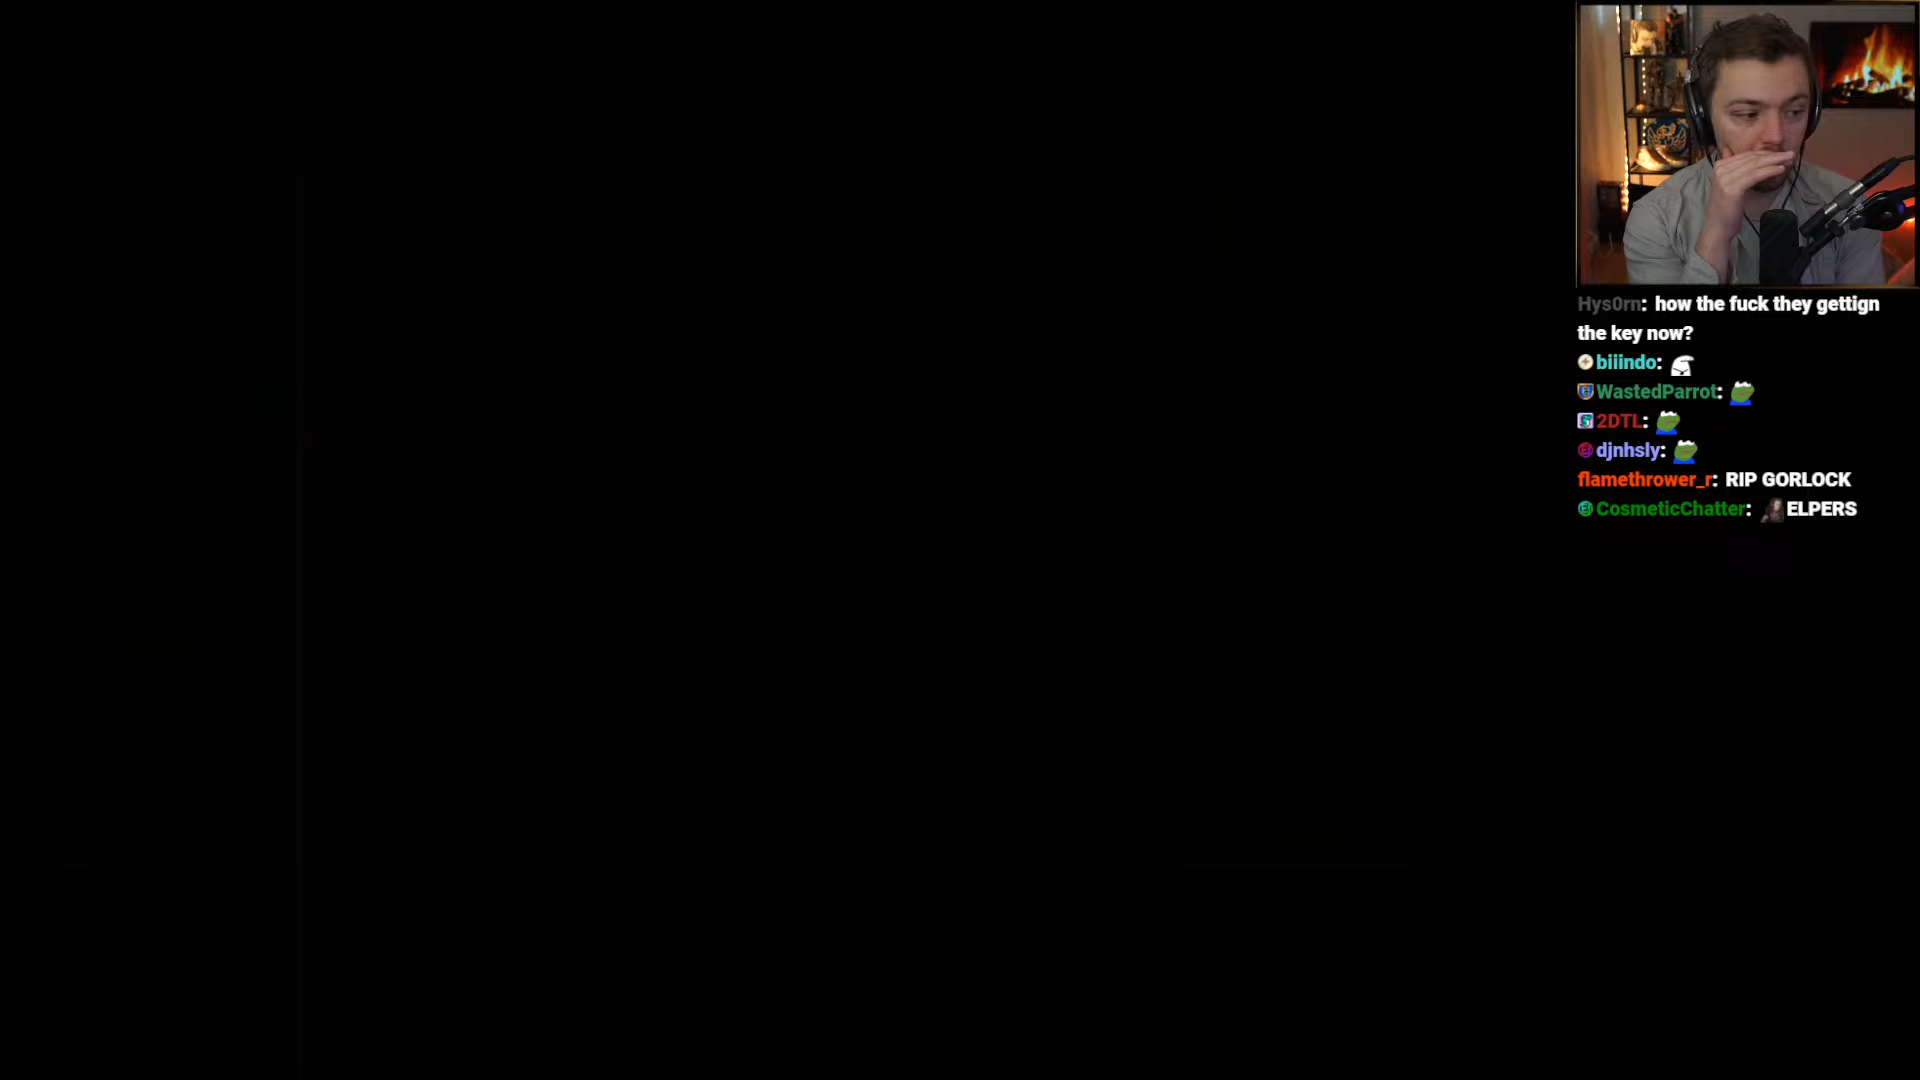 Hys0rn: how the fuck they gettign
the key now?
biiindo:
WastedParrot:
2DTL:
djnhsly:
flamethrower_r: RIP GORLOCK
CosmeticChatter: ELPERS